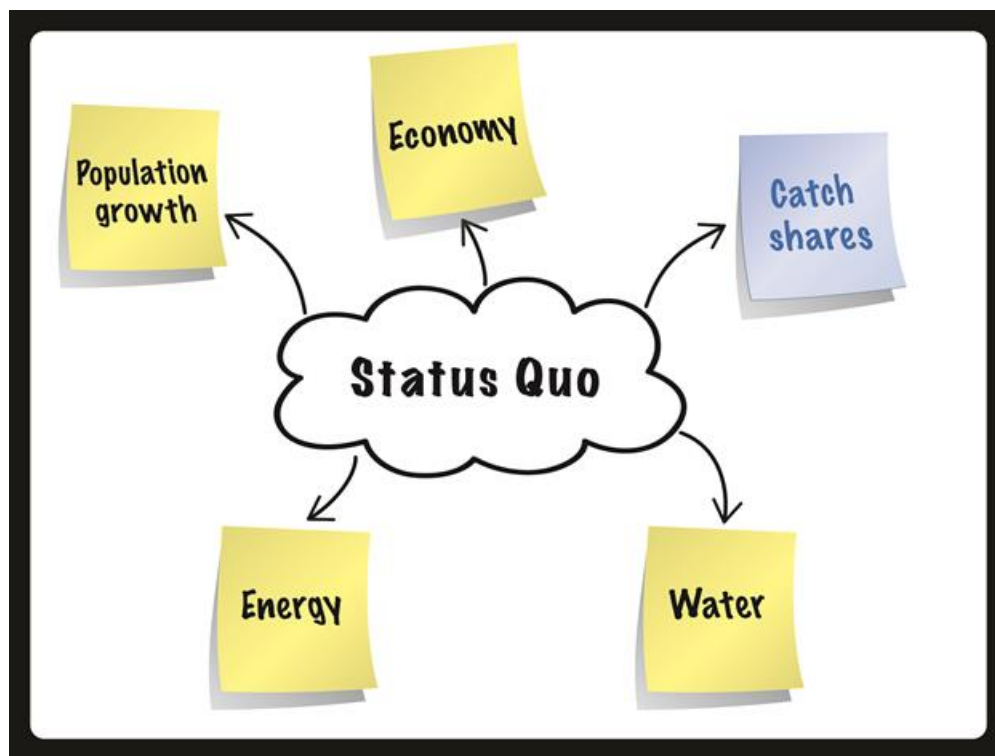 Economy
Population
growth
Catch
shares
Status Quo
Energy
Water